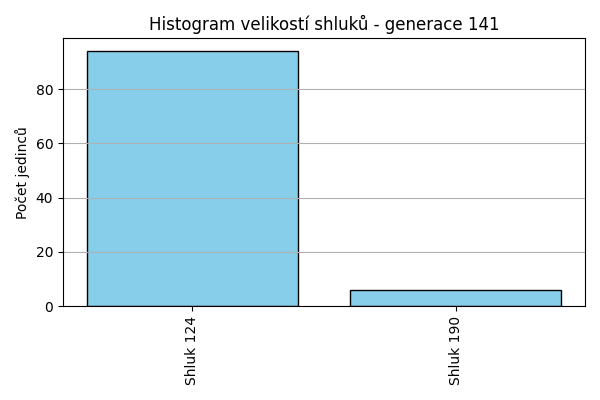 Histogram velikostí shluků - generace 141
Počet jedinců
80
60
40
20
0
Shluk 124
Shluk 190